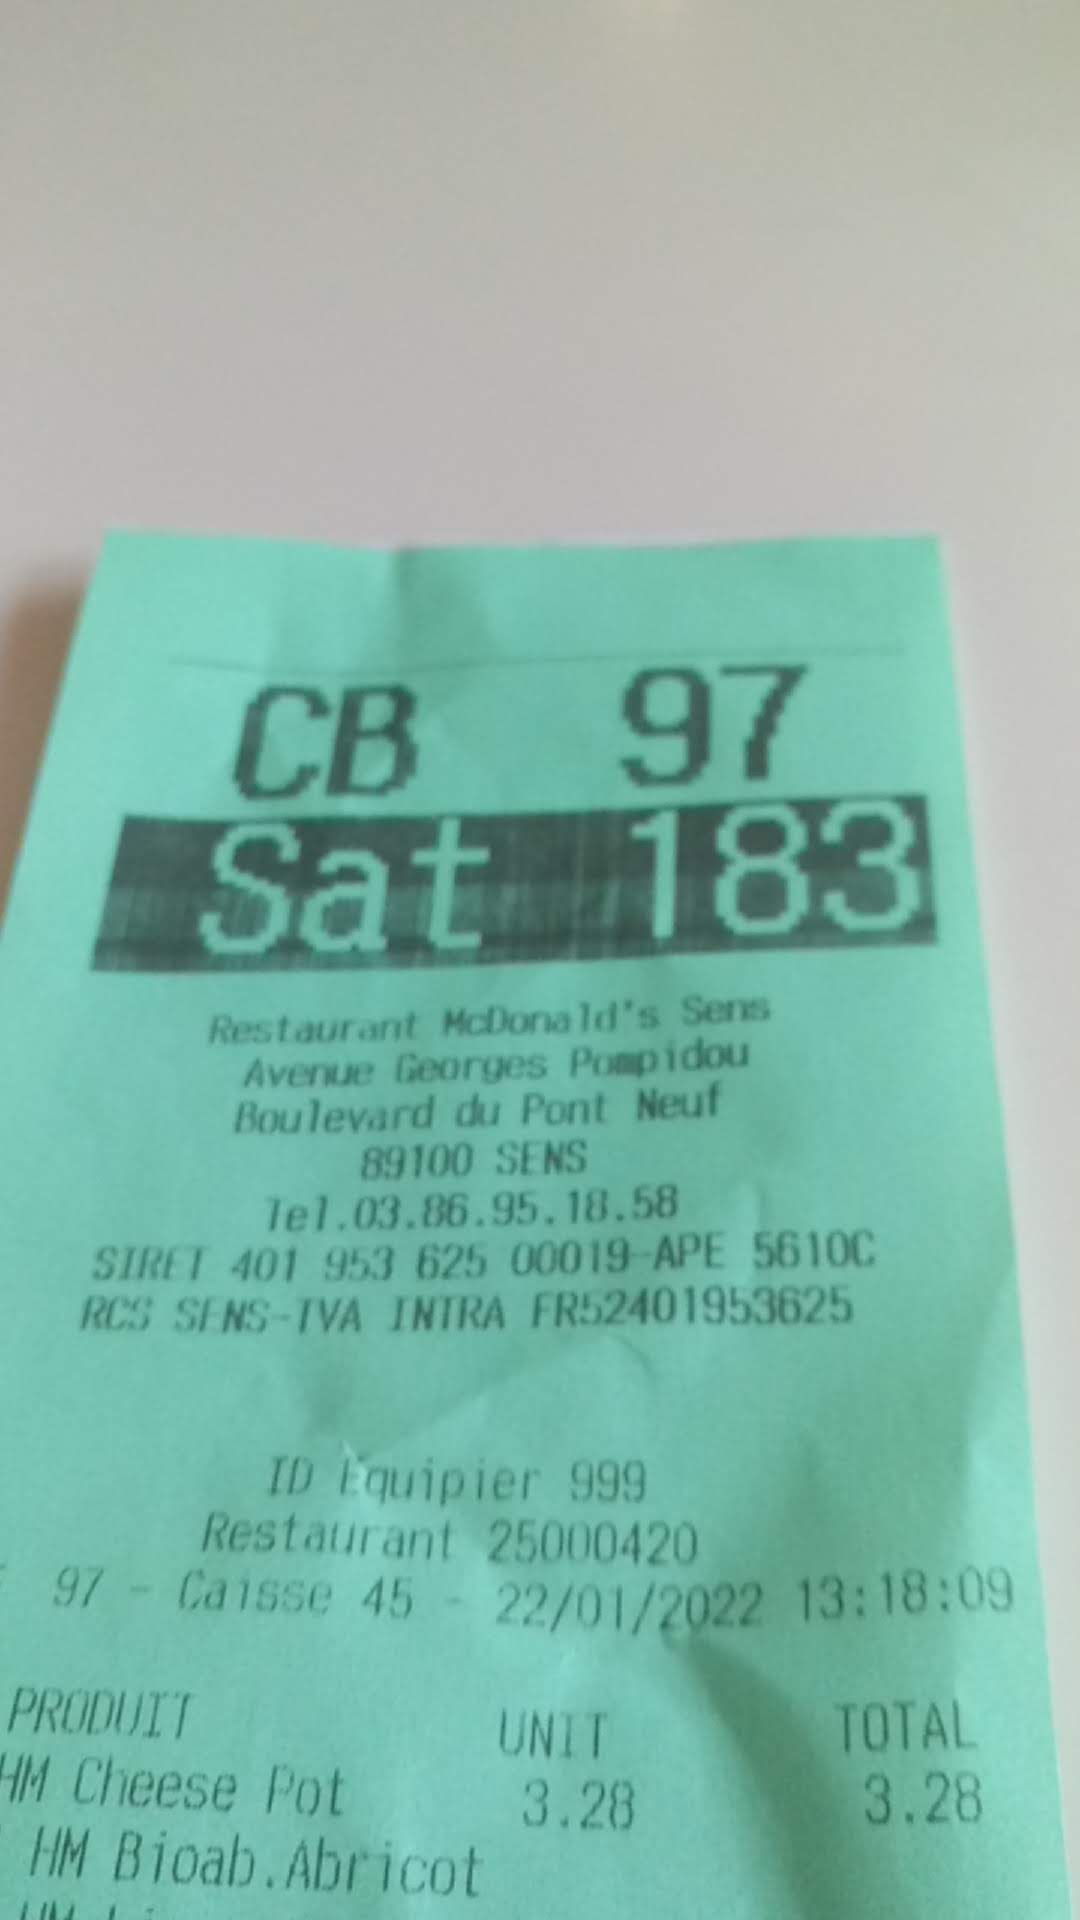 CB 97
Sat 183
Restaurant McDonald's Sens
Avenue Georges Pompidou
Boulevard du Pont Neuf
89100 SENS
Tel.03.86.95.18.58
SIRET 401 953 625 00019-APE 5610C
RCS SENS-TVA INTRA FR52401953625
ID Equipier 999
Restaurant 25000420
97 - Caisse 45 - 22/01/2022 13:18:09
PRODUIT UNIT TOTAL
HM Cheese Pot 3.28 3.28
HM Bioab.Abricot
HM